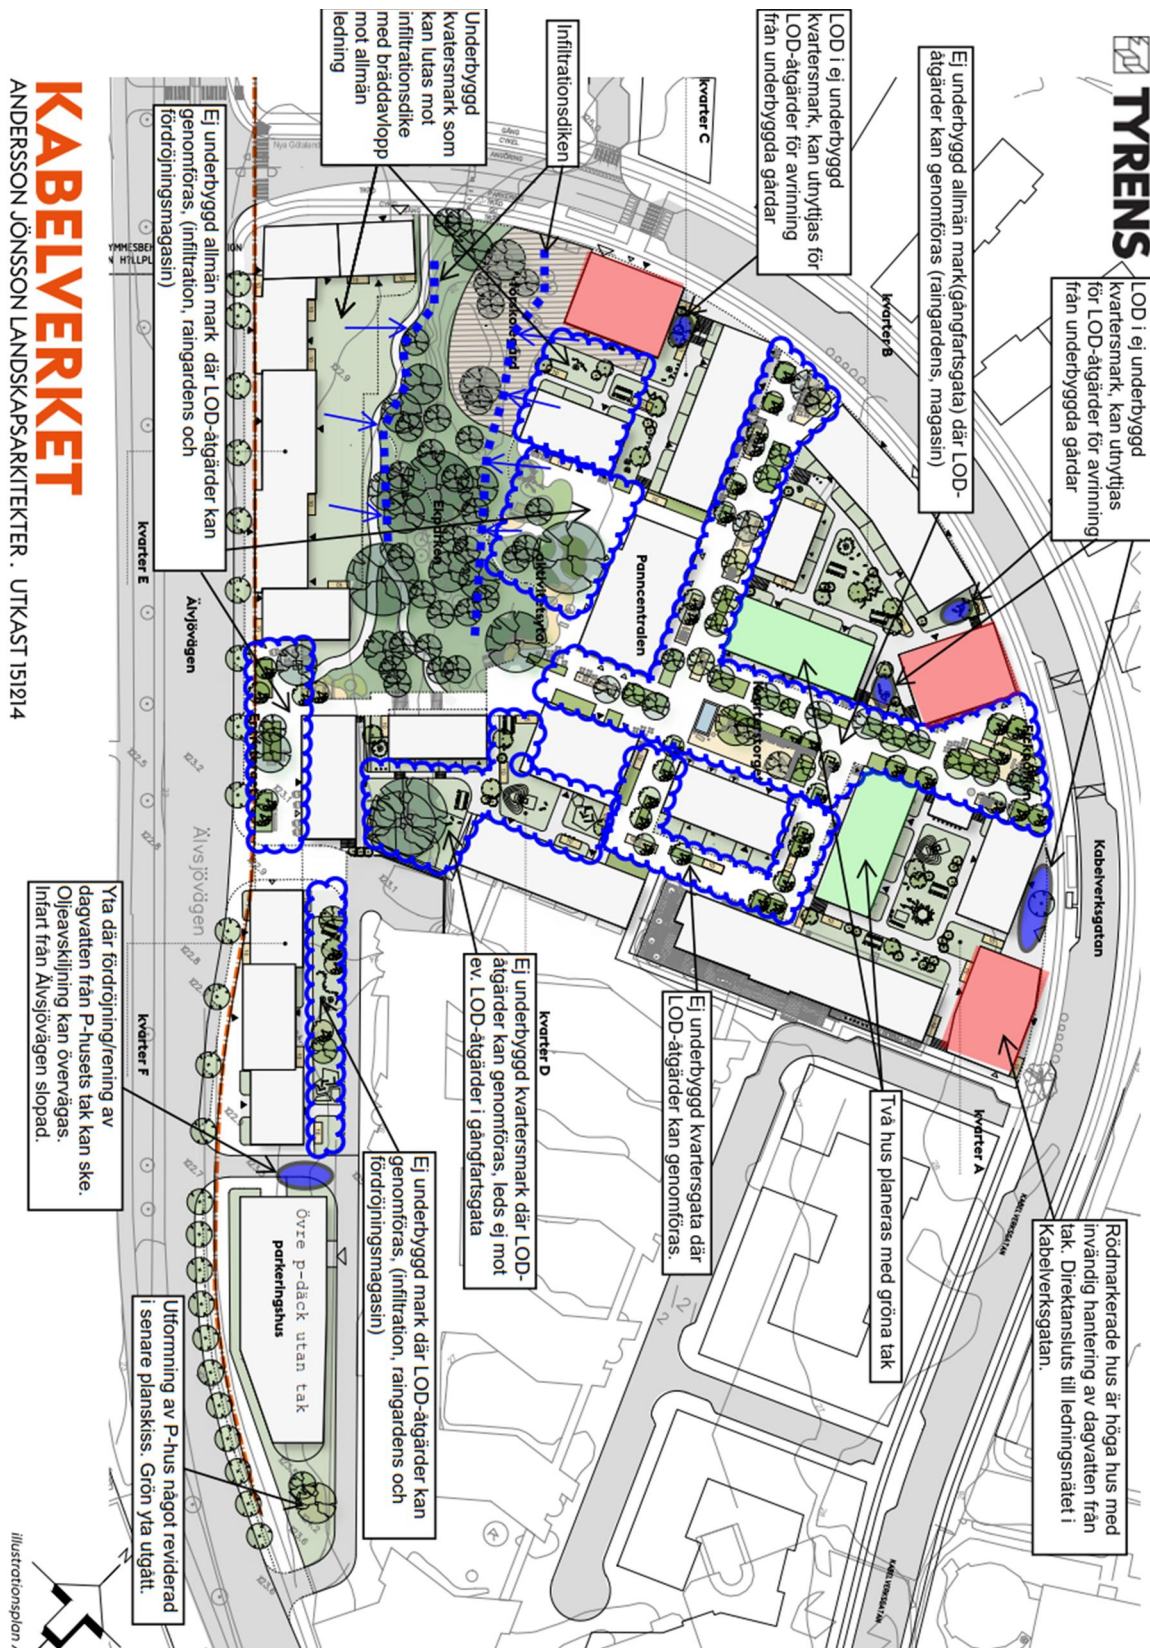 TYRENS
LOD i ej underbyggd
kvartersmark, kan utnyttjas
för LOD-åtgärder för avrinning
från underbyggda gårdar
Ej underbyggd allmän mark(gångfartsgata) där LOD-
åtgärder kan genomföras (raingardens, magasin)
LOD i ej underbyggd
kvartersmark, kan utnyttjas för
LOD-åtgärder för avrinning
från underbyggda gårdar
Infiltrationsdiken
Underbyggd
kvatersmark som
kan lutas mot
infiltrationsdike
med bräddavlopp
mot allmän
ledning
Ej underbyggd allmän mark där LOD-åtgärder kan
genomföras, (infiltration, raingardens och
fördröjningsmagasin)
Rödmarkerade hus är höga hus med
invändig hantering av dagvatten från
tak. Direktansluts till ledningsnätet i
Kabelverksgatan.
Två hus planeras med gröna tak
Ej underbyggd kvartersgata där
LOD-åtgärder kan genomföras.
Ej underbyggd kvartersmark där LOD-
åtgärder kan genomföras, leds ej mot
ev. LOD-åtgärder i gångfartsgata
Ej underbyggd mark där LOD-åtgärder kan
genomföras, (infiltration, raingardens och
fördröjningsmagasin)
Yta där fördröjning/rening av
dagvatten från P-husets tak kan ske.
Oljeavskiljning kan övervägas.
Infart från Älvsjövägen slopad.
Utformning av P-hus något reviderad
i senare planskiss. Grön yta utgått.
kvarter C
kvarter B
kvarter A
kvarter D
kvarter E
kvarter F
Kabelverksgatan
KABELVERKSGATAN
KABELVERKSGATAN
Panncentralen
Ekparken
Älvjövägen
Älvsjövägen
Övre p-däck utan tak
parkeringshus
GÅNG
CYKEL
ANGÖRING
KABELVERKET
ANDERSSON JÖNSSON LANDSKAPSARKITEKTER . UTKAST 151214
illustrationsplan
N